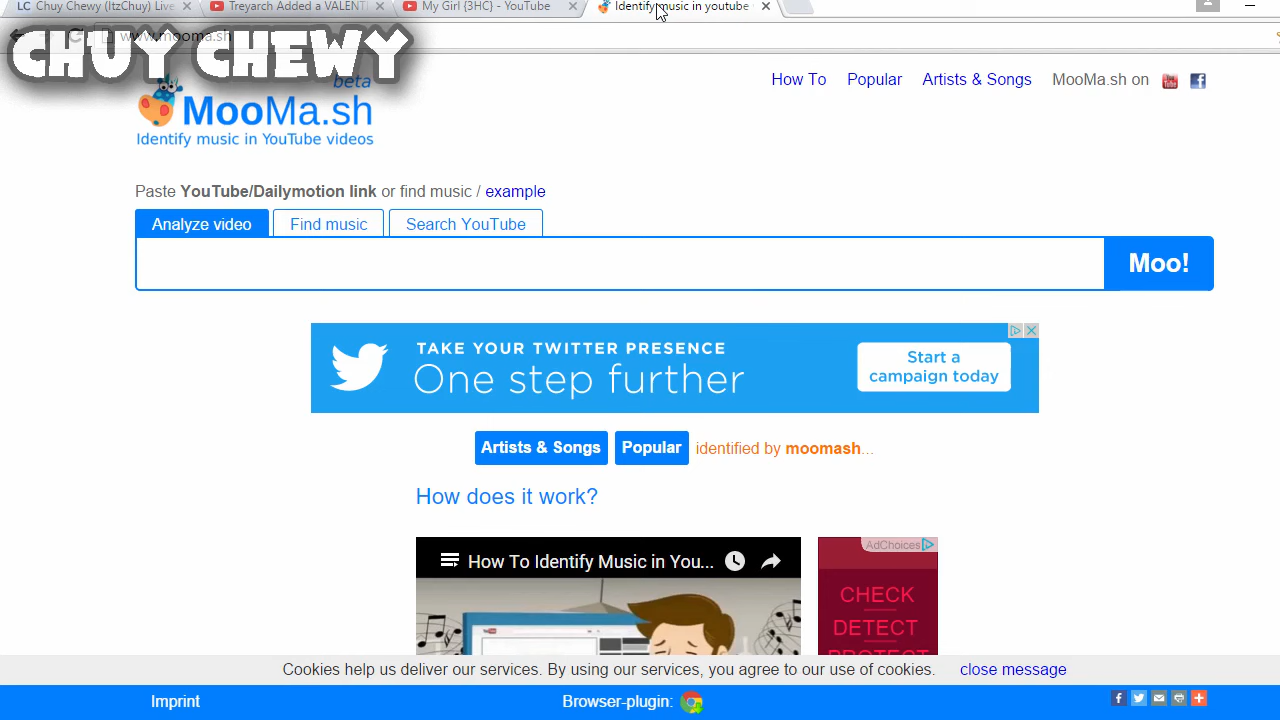 LC Chuy Chewy (ItzChuy) Live
Treyarch Added a VALENTI
My Girl {3HC} - YouTube
Identify music in youtube
www.mooma.sh
CHUY CHEWY
beta
MooMa.sh
Identify music in YouTube videos
How To
Popular
Artists & Songs
MooMa.sh on
Paste YouTube/Dailymotion link or find music / example
Analyze video
Find music
Search YouTube
Moo!
TAKE YOUR TWITTER PRESENCE
One step further
Start a
campaign today
Artists & Songs
Popular
identified by moomash...
How does it work?
How To Identify Music in You...
AdChoices
CHECK
DETECT
PROTECT
Cookies help us deliver our services. By using our services, you agree to our use of cookies.
close message
Imprint
Browser-plugin: